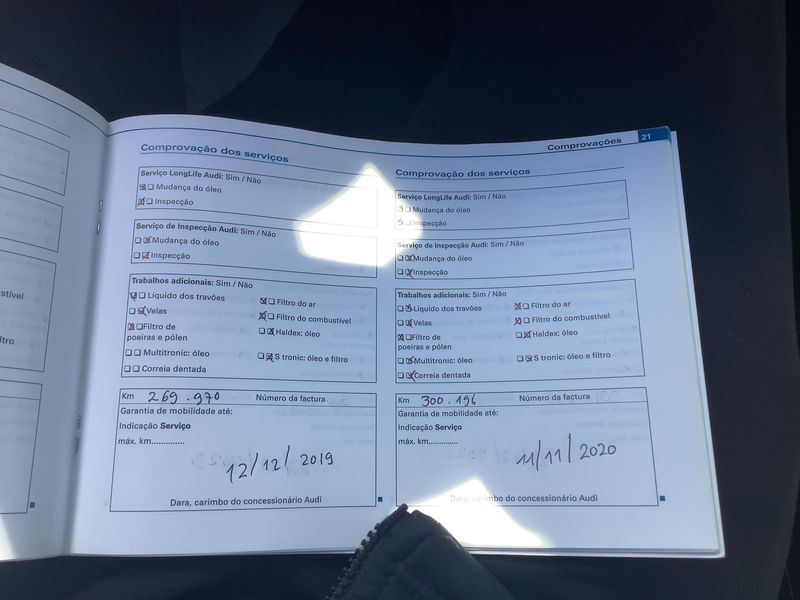 Comprovações 21
Comprovação dos serviços
Serviço LongLife Audi: Sim / Não
Mudança do óleo
Inspecção
Serviço de Inspecção Audi: Sim / Não
Mudança do óleo
Inspecção
Trabalhos adicionais: Sim / Não
Líquido dos travões
Velas
Filtro de
poeiras e pólen
Multitronic: óleo
Correia dentada
Filtro do ar
Filtro do combustível
Haldex: óleo
S tronic: óleo e filtro
Km 269.970 Número da factura
Garantia de mobilidade até:
Indicação Serviço
máx. km..............
12/12/2019
Dara, carimbo do concessionário Audi
Comprovação dos serviços
Serviço LongLife Audi: Sim / Não
Mudança do óleo
Inspecção
Serviço de Inspecção Audi: Sim / Não
Mudança do óleo
Inspecção
Trabalhos adicionais: Sim / Não
Líquido dos travões
Velas
Filtro de
poeiras e pólen
Multitronic: óleo
Correia dentada
Filtro do ar
Filtro do combustível
Haldex: óleo
S tronic: óleo e filtro
Km 300.196 Número da factura
Garantia de mobilidade até:
Indicação Serviço
máx. km..............
11/11/2020
Dara, carimbo do concessionário Audi